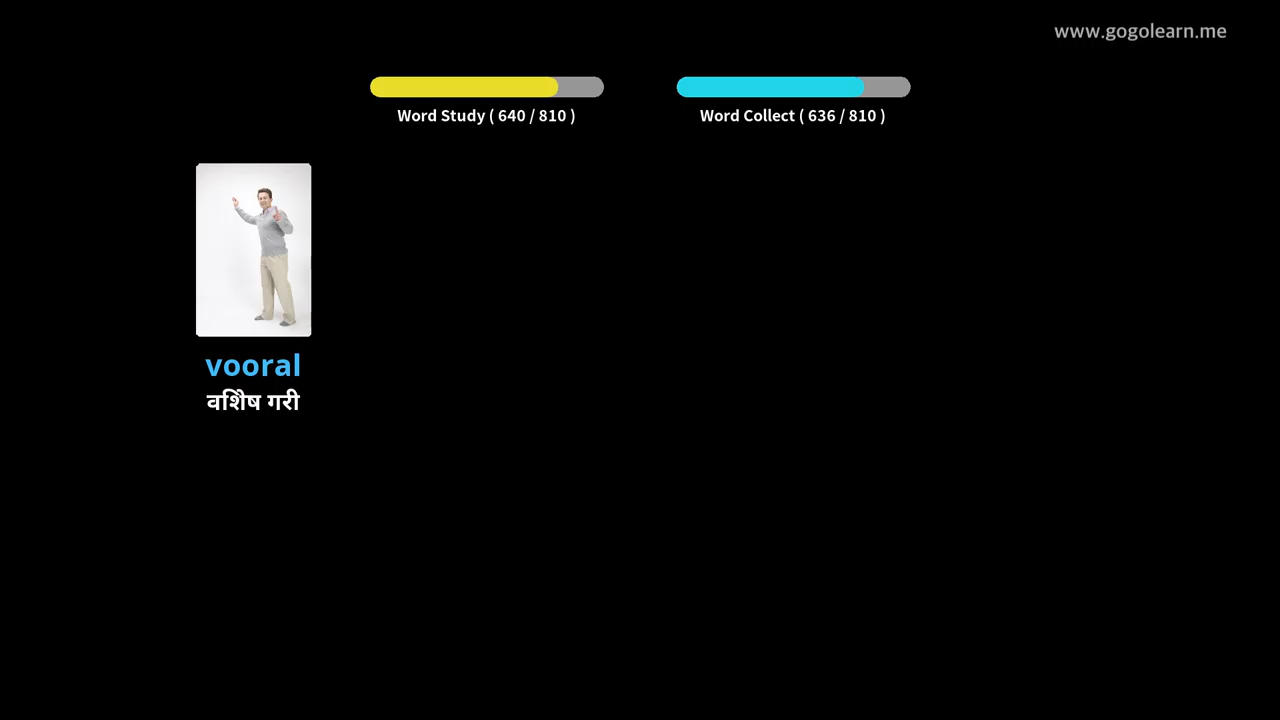 www.gogolearn.me
Word Study ( 640 / 810 )
Word Collect ( 636 / 810 )
vooral
वशिेष गरी